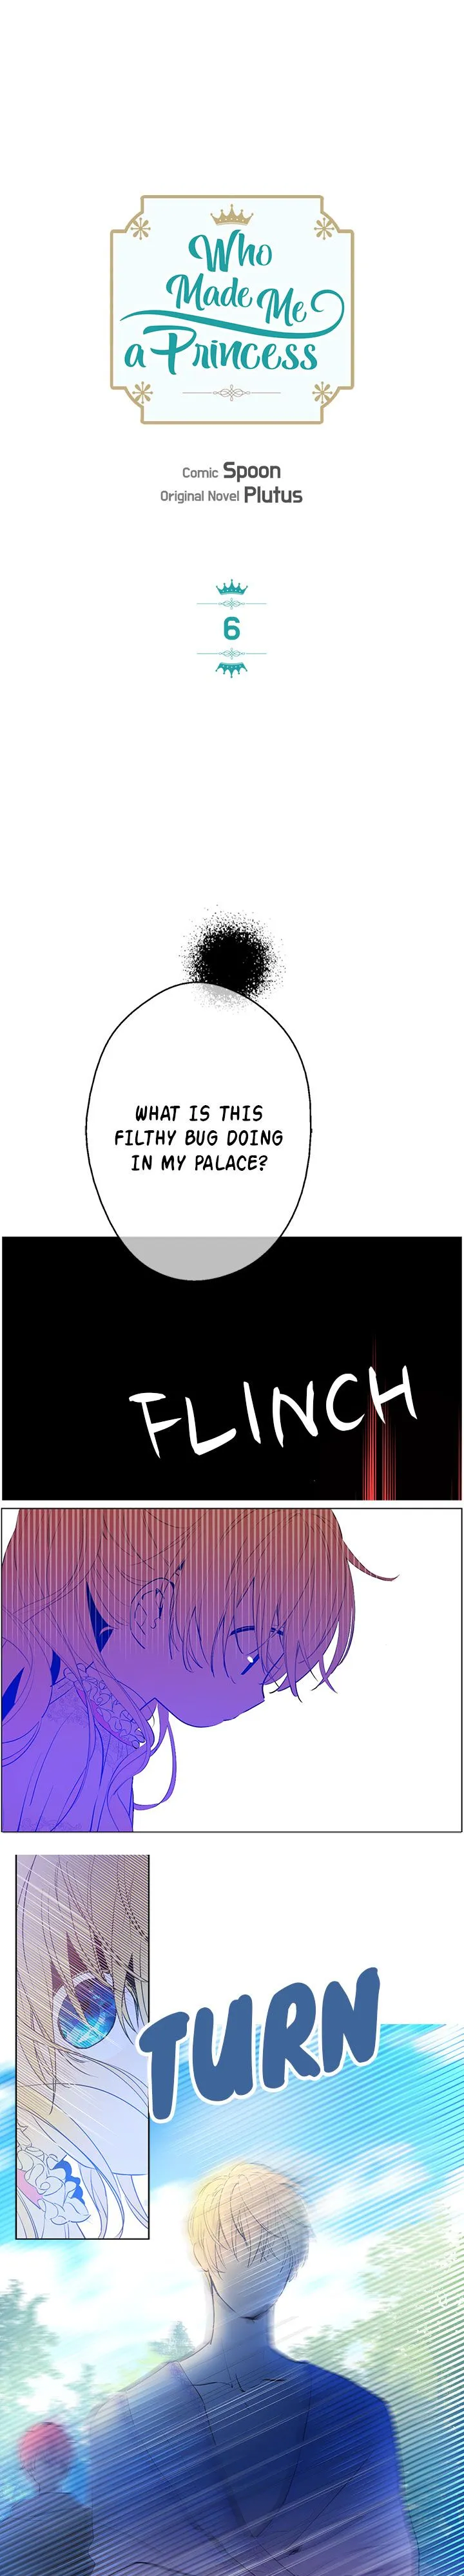 Who
Made Me
a Princess
Comic Spoon
Original Novel Plutus
6
WHAT IS THIS
FILTHY BUG DOING
IN MY PALACE?
FLINCH
TURN